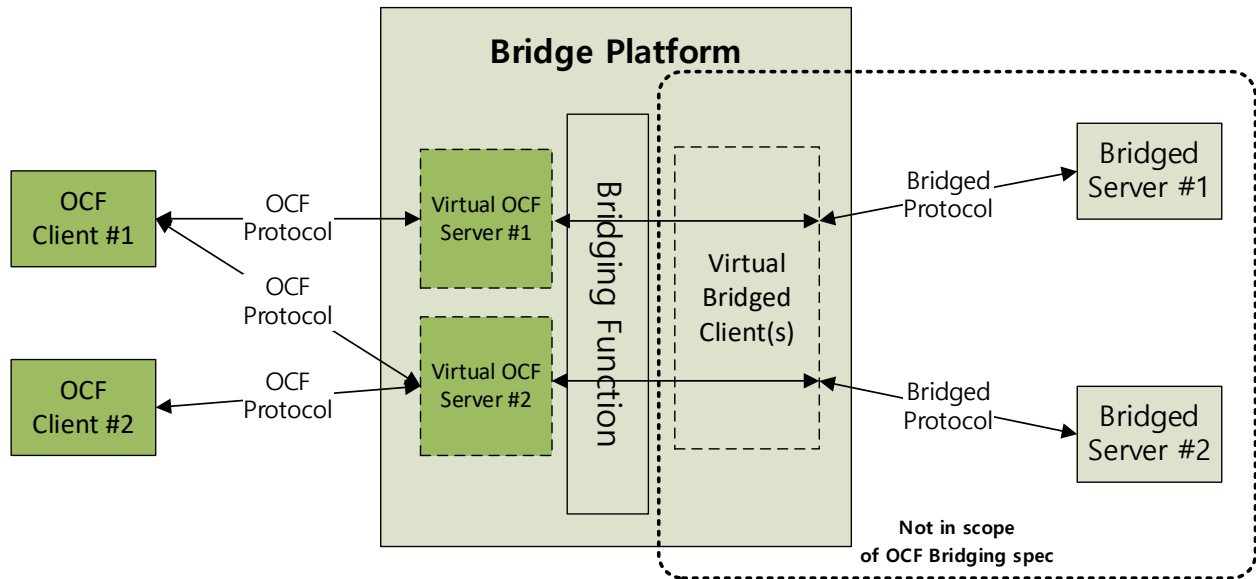 Bridge Platform
OCF
Client #1
OCF
Protocol
Virtual OCF
Server #1
Bridging Function
Virtual
Bridged
Client(s)
Bridged
Protocol
Bridged
Server #1
OCF
Protocol
OCF
Client #2
OCF
Protocol
Virtual OCF
Server #2
Bridged
Protocol
Bridged
Server #2
Not in scope
of OCF Bridging spec